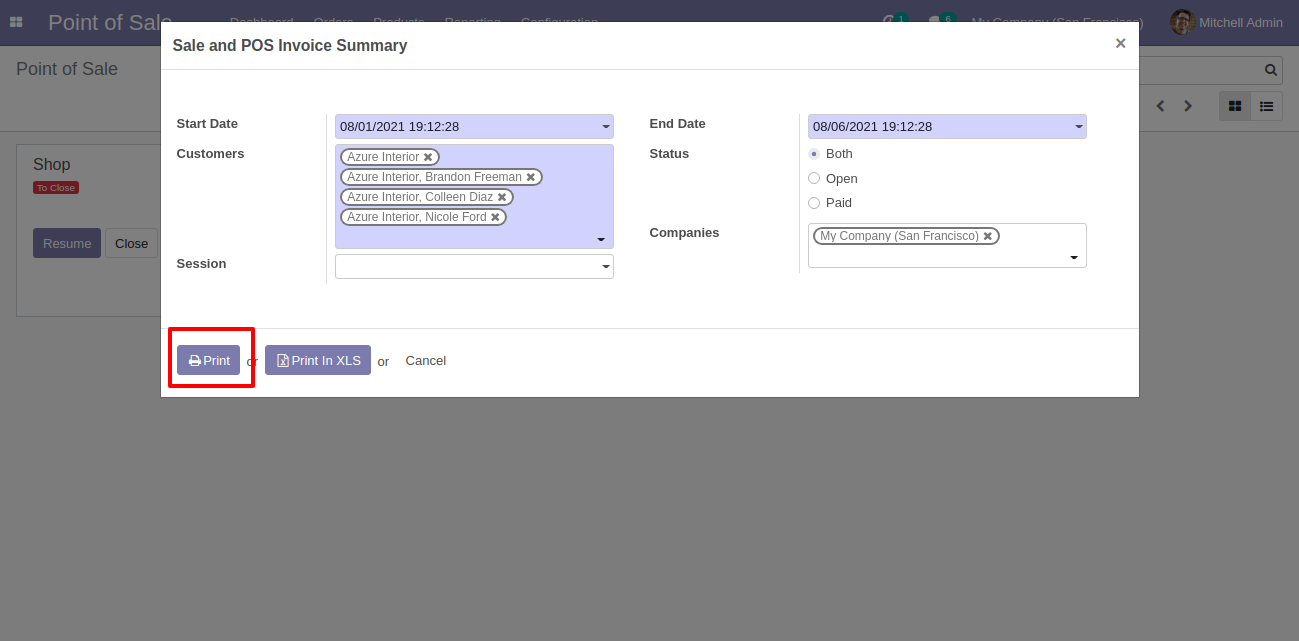 Point of Sale Dashboard Orders Products Reporting Configuration 1 6 My Company (San Francisco) Mitchell Admin
Sale and POS Invoice Summary ×
Point of Sale
Start Date 08/01/2021 19:12:28
End Date 08/06/2021 19:12:28
Customers
Azure Interior
Azure Interior, Brandon Freeman
Azure Interior, Colleen Diaz
Azure Interior, Nicole Ford
Status
Both
Open
Paid
Companies
My Company (San Francisco)
Session
Shop
To Close
Resume Close
Print or Print In XLS or Cancel